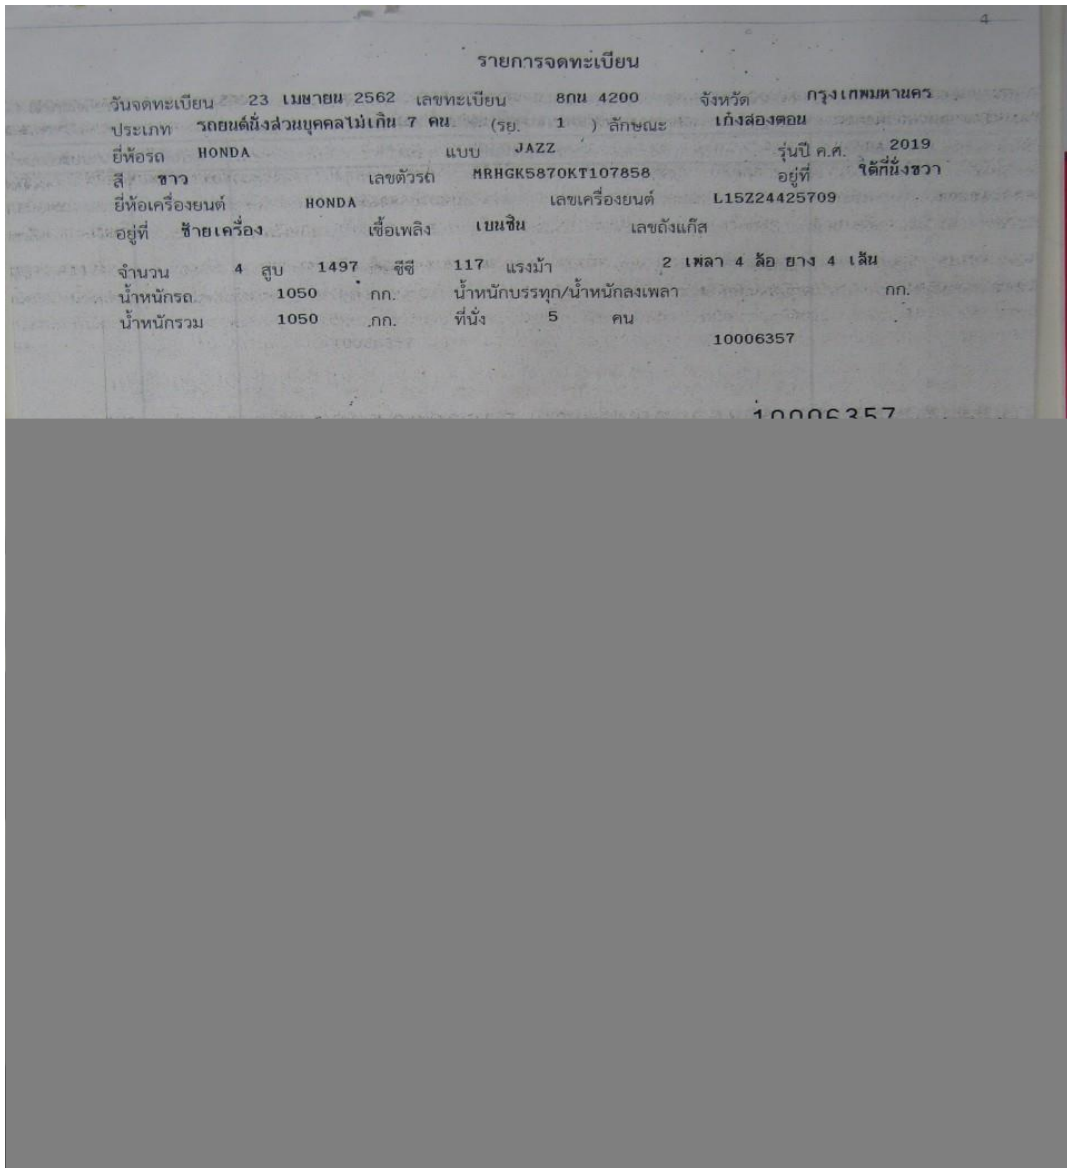 4
รายการจดทะเบียน
วันจดทะเบียน 23 เมษายน 2562 เลขทะเบียน 8กน 4200 จังหวัด กรุงเทพมหานคร
ประเภท รถยนต์นั่งส่วนบุคคลไม่เกิน 7 คน (รย. 1 ) ลักษณะ เก๋งสองตอน
ยี่ห้อรถ HONDA แบบ JAZZ รุ่นปี ค.ศ. 2019
สี ขาว เลขตัวรถ MRHGK5870KT107858 อยู่ที่ ใต้ที่นั่งขวา
ยี่ห้อเครื่องยนต์ HONDA เลขเครื่องยนต์ L15Z24425709
อยู่ที่ ซ้ายเครื่อง เชื้อเพลิง เบนซิน เลขถังแก๊ส
จำนวน 4 สูบ 1497 ซีซี 117 แรงม้า 2 เพลา 4 ล้อ ยาง 4 เส้น
น้ำหนักรถ 1050 กก. น้ำหนักบรรทุก/น้ำหนักลงเพลา กก.
น้ำหนักรวม 1050 กก. ที่นั่ง 5 คน
10006357
10006357